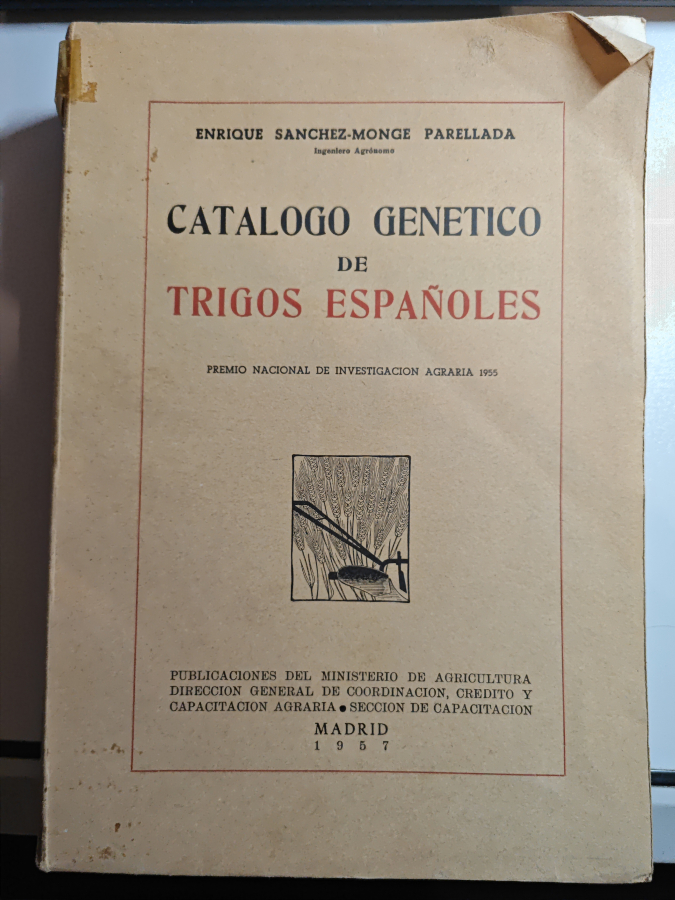 ENRIQUE SANCHEZ-MONGE PARELLADA
Ingeniero Agrónomo
CATALOGO GENETICO
DE
TRIGOS ESPAÑOLES
PREMIO NACIONAL DE INVESTIGACION AGRARIA 1955
PUBLICACIONES DEL MINISTERIO DE AGRICULTURA
DIRECCION GENERAL DE COORDINACION, CREDITO Y
CAPACITACION AGRARIA ● SECCION DE CAPACITACION
MADRID
1957